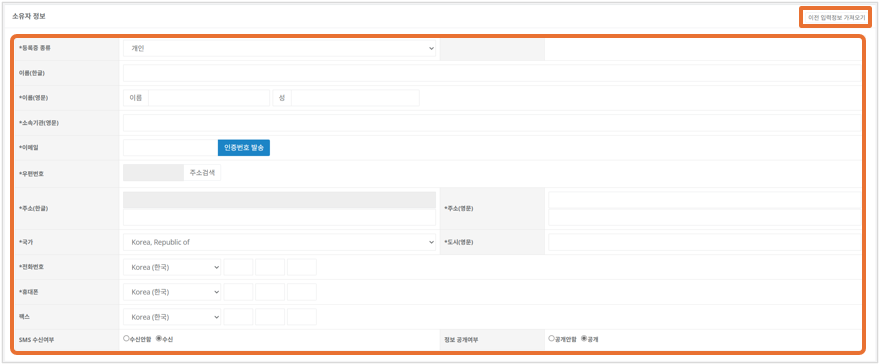 소유자 정보
이전 입력정보 가져오기
*등록증 종류 개인
이름(한글)
*이름(영문) 이름 성
*소속기관(영문)
*이메일 인증번호 발송
*우편번호 주소검색
*주소(한글) *주소(영문)
*국가 Korea, Republic of *도시(영문)
*전화번호 Korea (한국)
*휴대폰 Korea (한국)
팩스 Korea (한국)
SMS 수신여부 수신안함 수신 정보 공개여부 공개안함 공개